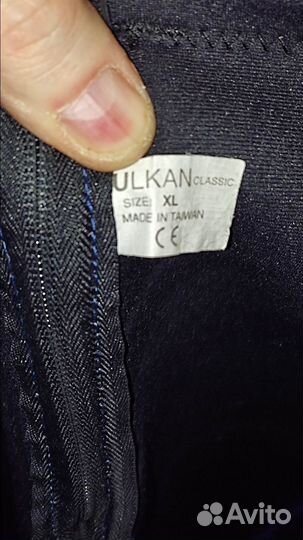 ULKAN CLASSIC
SIZE: XL
MADE IN TAIWAN
CE
Avito